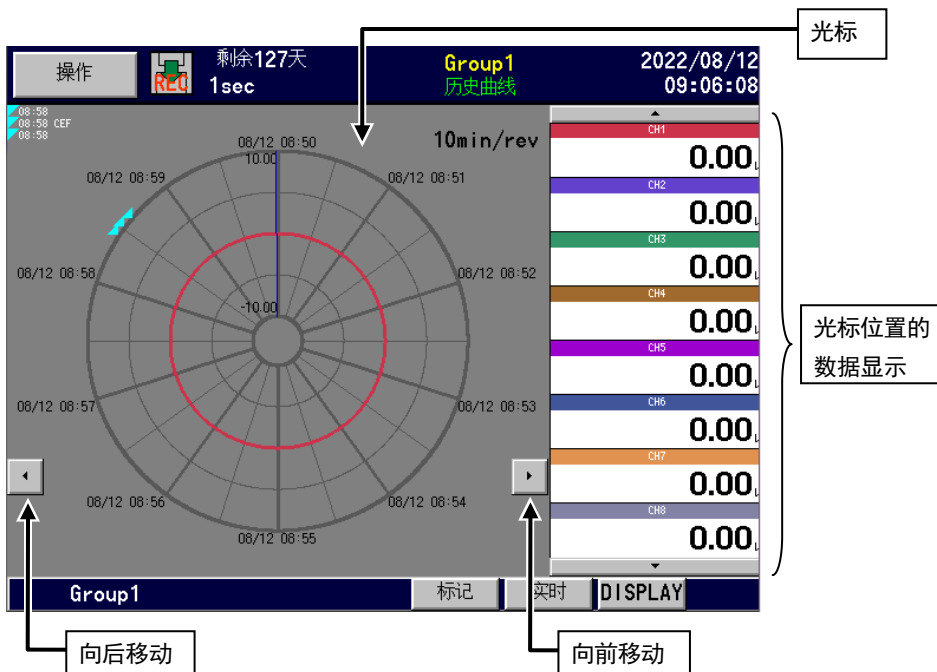 光标
操作
REC
剩余127天
1sec
Group1
历史曲线
2022/08/12
09:06:08
08:58
08:58 CEF
08:58
10min/rev
08/12 08:50
10.00
08/12 08:59
08/12 08:51
08/12 08:58
08/12 08:52
-10.00
08/12 08:57
08/12 08:53
08/12 08:56
08/12 08:54
08/12 08:55
CH1
0.00
CH2
0.00
CH3
0.00
CH4
0.00
CH5
0.00
CH6
0.00
CH7
0.00
CH8
0.00
光标位置的
数据显示
Group1
标记
实时
DISPLAY
向后移动
向前移动